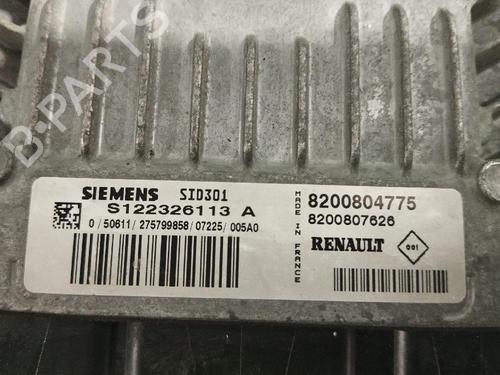 B-PARTS
SIEMENS SID301
S122326113 A
0 / 50611 / 275799858 / 07225 / 005A0
MADE IN FRANCE
8200804775
8200807626
RENAULT
001